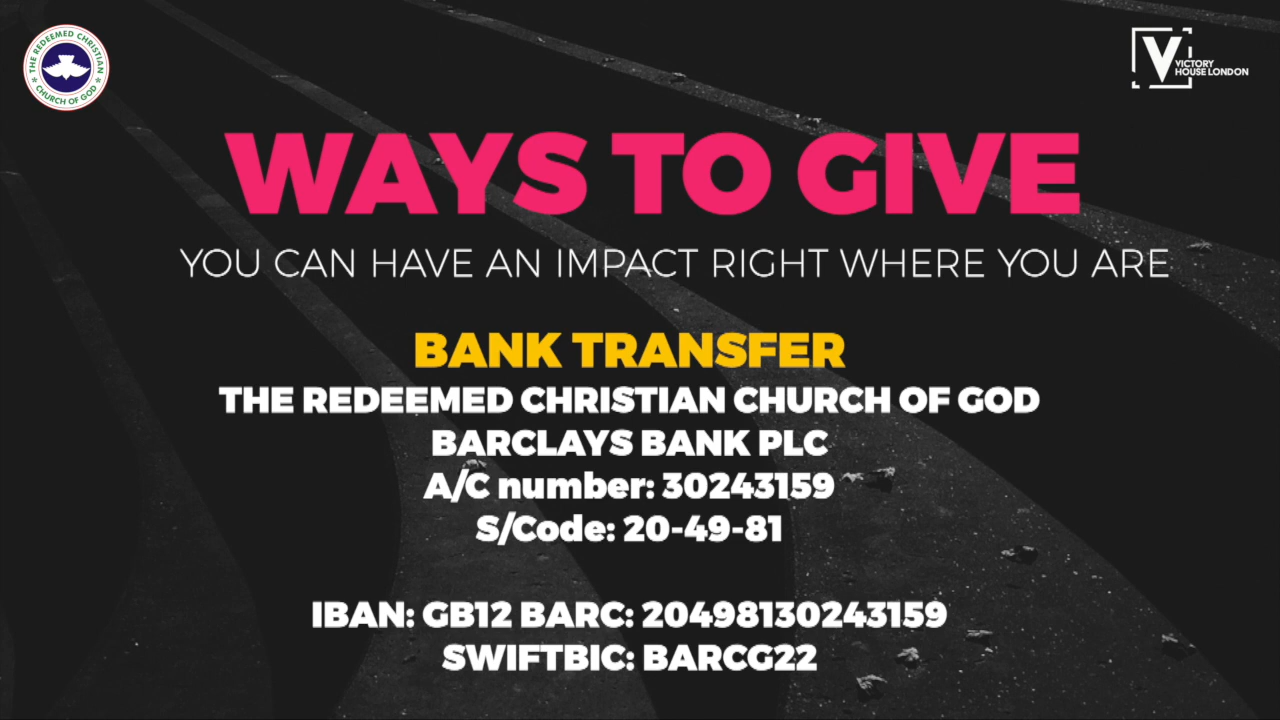 THE REDEEMED CHRISTIAN
CHURCH OF GOD
V
VICTORY
HOUSE LONDON
WAYS TO GIVE
YOU CAN HAVE AN IMPACT RIGHT WHERE YOU ARE
BANK TRANSFER
THE REDEEMED CHRISTIAN CHURCH OF GOD
BARCLAYS BANK PLC
A/C number: 30243159
S/Code: 20-49-81
IBAN: GB12 BARC: 20498130243159
SWIFTBIC: BARCG22